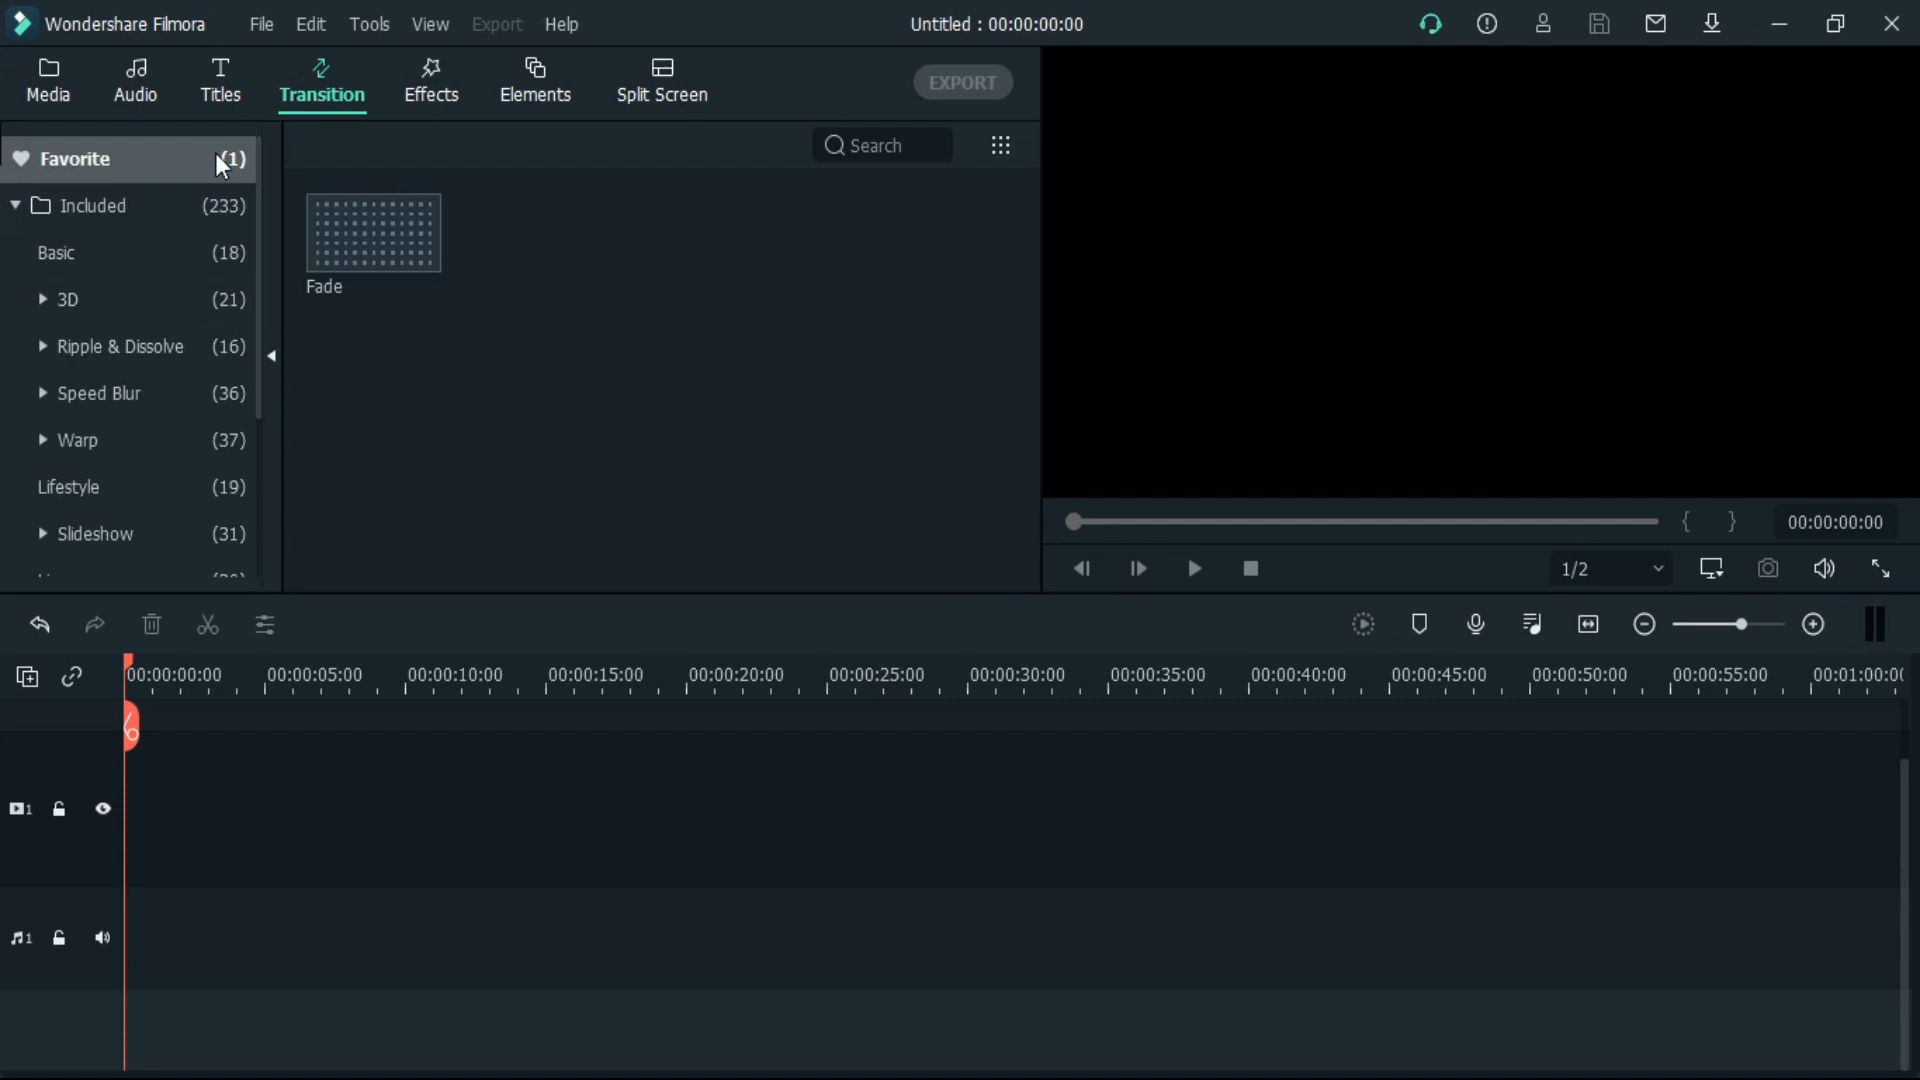 Wondershare Filmora File Edit Tools View Export Help Untitled : 00:00:00:00
Media Audio Titles Transition Effects Elements Split Screen EXPORT
Favorite (1)
Search
Included (233)
Basic (18)
3D (21)
Ripple & Dissolve (16)
Speed Blur (36)
Warp (37)
Lifestyle (19)
Slideshow (31)
Fade
{ } 00:00:00:00
1/2
00:00:00:00 00:00:05:00 00:00:10:00 00:00:15:00 00:00:20:00 00:00:25:00 00:00:30:00 00:00:35:00 00:00:40:00 00:00:45:00 00:00:50:00 00:00:55:00 00:01:00:0
1
1